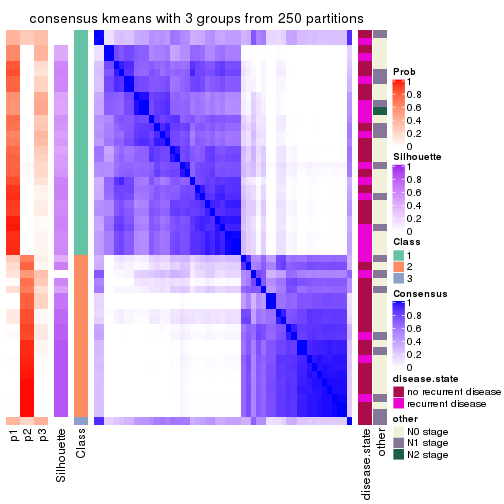 consensus kmeans with 3 groups from 250 partitions
Prob
1
0.8
0.6
0.4
0.2
0
Silhouette
1
0.8
0.6
0.4
0.2
0
Class
1
2
3
Consensus
1
0.8
0.6
0.4
0.2
0
disease.state
no recurrent disease
recurrent disease
other
N0 stage
N1 stage
N2 stage
p1
p2
p3
Silhouette
Class
disease.state
other